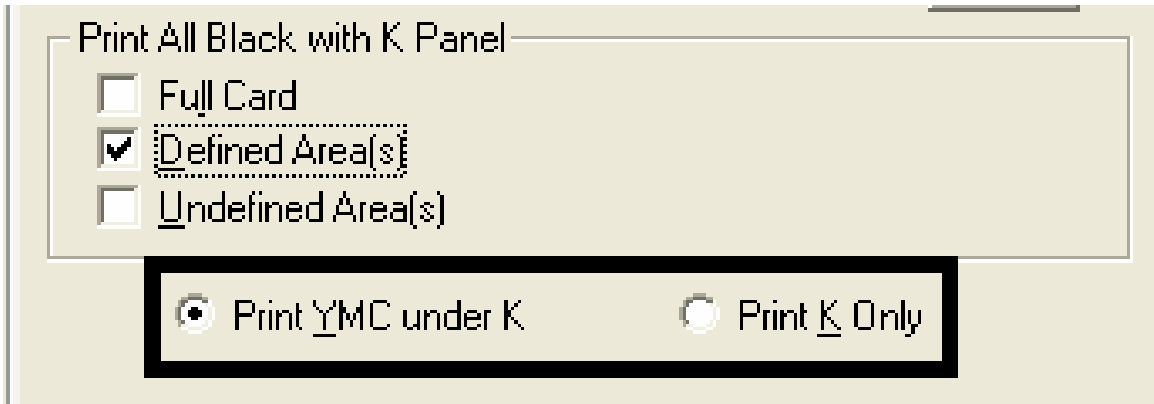 Print All Black with K Panel
Full Card
Defined Area(s)
Undefined Area(s)
Print YMC under K Print K Only